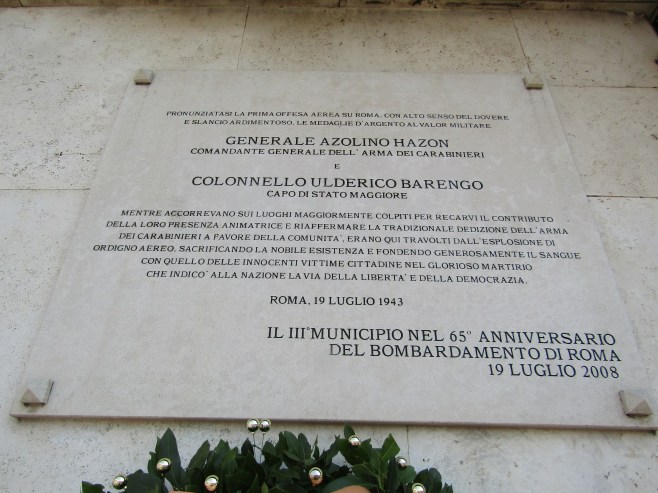 PRONUNZIATASI LA PRIMA OFFESA AEREA SU ROMA, CON ALTO SENSO DEL DOVERE
E SLANCIO ARDIMENTOSO, LE MEDAGLIE D'ARGENTO AL VALOR MILITARE
GENERALE AZOLINO HAZON
COMANDANTE GENERALE DELL' ARMA DEI CARABINIERI
E
COLONNELLO ULDERICO BARENGO
CAPO DI STATO MAGGIORE
MENTRE ACCORREVANO SUI LUOGHI MAGGIORMENTE COLPITI PER RECARVI IL CONTRIBUTO
DELLA LORO PRESENZA ANIMATRICE E RIAFFERMARE LA TRADIZIONALE DEDIZIONE DELL'ARMA
DEI CARABINIERI A FAVORE DELLA COMUNITA', ERANO QUI TRAVOLTI DALL'ESPLOSIONE DI
ORDIGNO AEREO, SACRIFICANDO LA NOBILE ESISTENZA E FONDENDO GENEROSAMENTE IL SANGUE
CON QUELLO DELLE INNOCENTI VITTIME CITTADINE NEL GLORIOSO MARTIRIO
CHE INDICO' ALLA NAZIONE LA VIA DELLA LIBERTA' E DELLA DEMOCRAZIA.
ROMA, 19 LUGLIO 1943
IL III° MUNICIPIO NEL 65° ANNIVERSARIO
DEL BOMBARDAMENTO DI ROMA
19 LUGLIO 2008